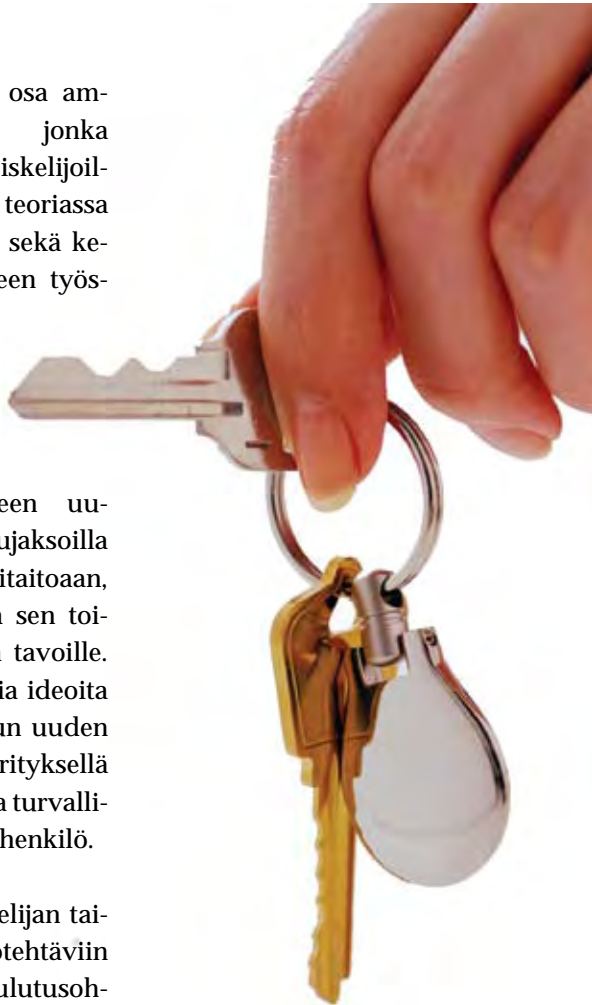 osa am-
jonka
iskelijoil-
teoriassa
sekä ke-
een työs-
een uu-
ujaksoilla
itaitoaan,
sen toi-
tavoille.
ia ideoita
un uuden
rityksellä
a turvalli-
henkilö.
elijan tai-
otehtäviin
ulutusoh-